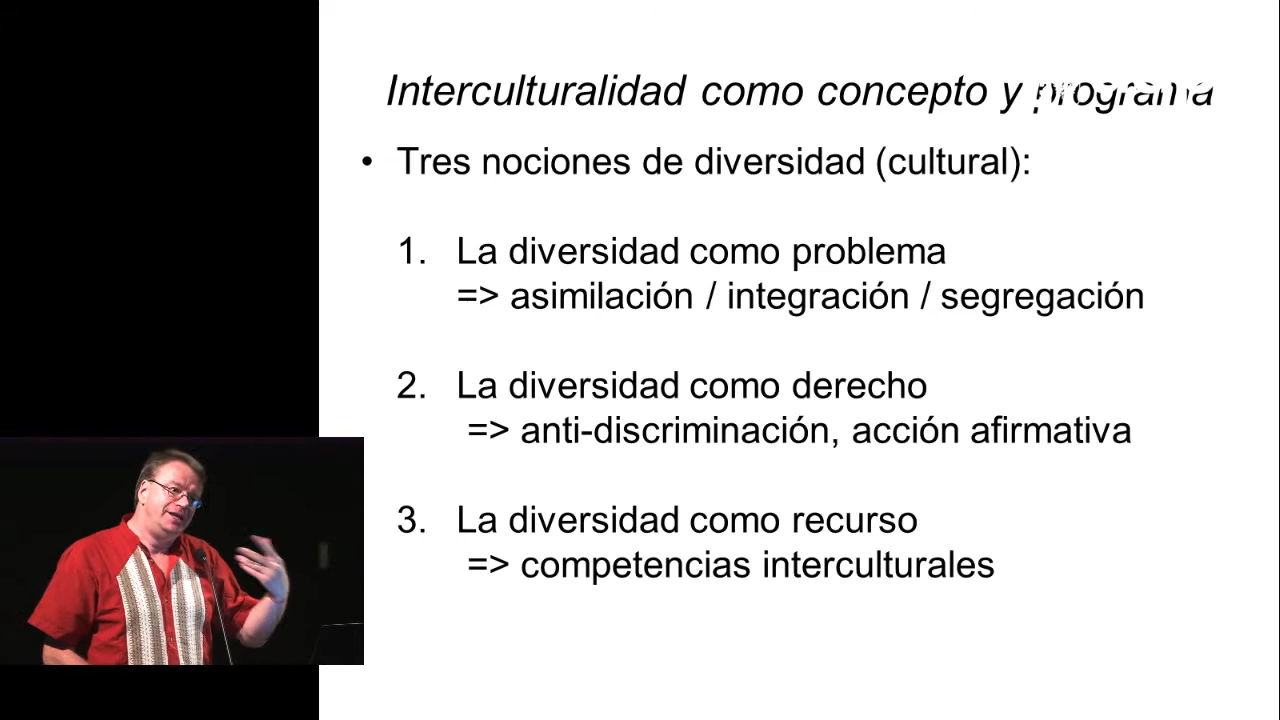 Interculturalidad como concepto y programa
• Tres nociones de diversidad (cultural):
1. La diversidad como problema
=> asimilación / integración / segregación
2. La diversidad como derecho
=> anti-discriminación, acción afirmativa
3. La diversidad como recurso
=> competencias interculturales